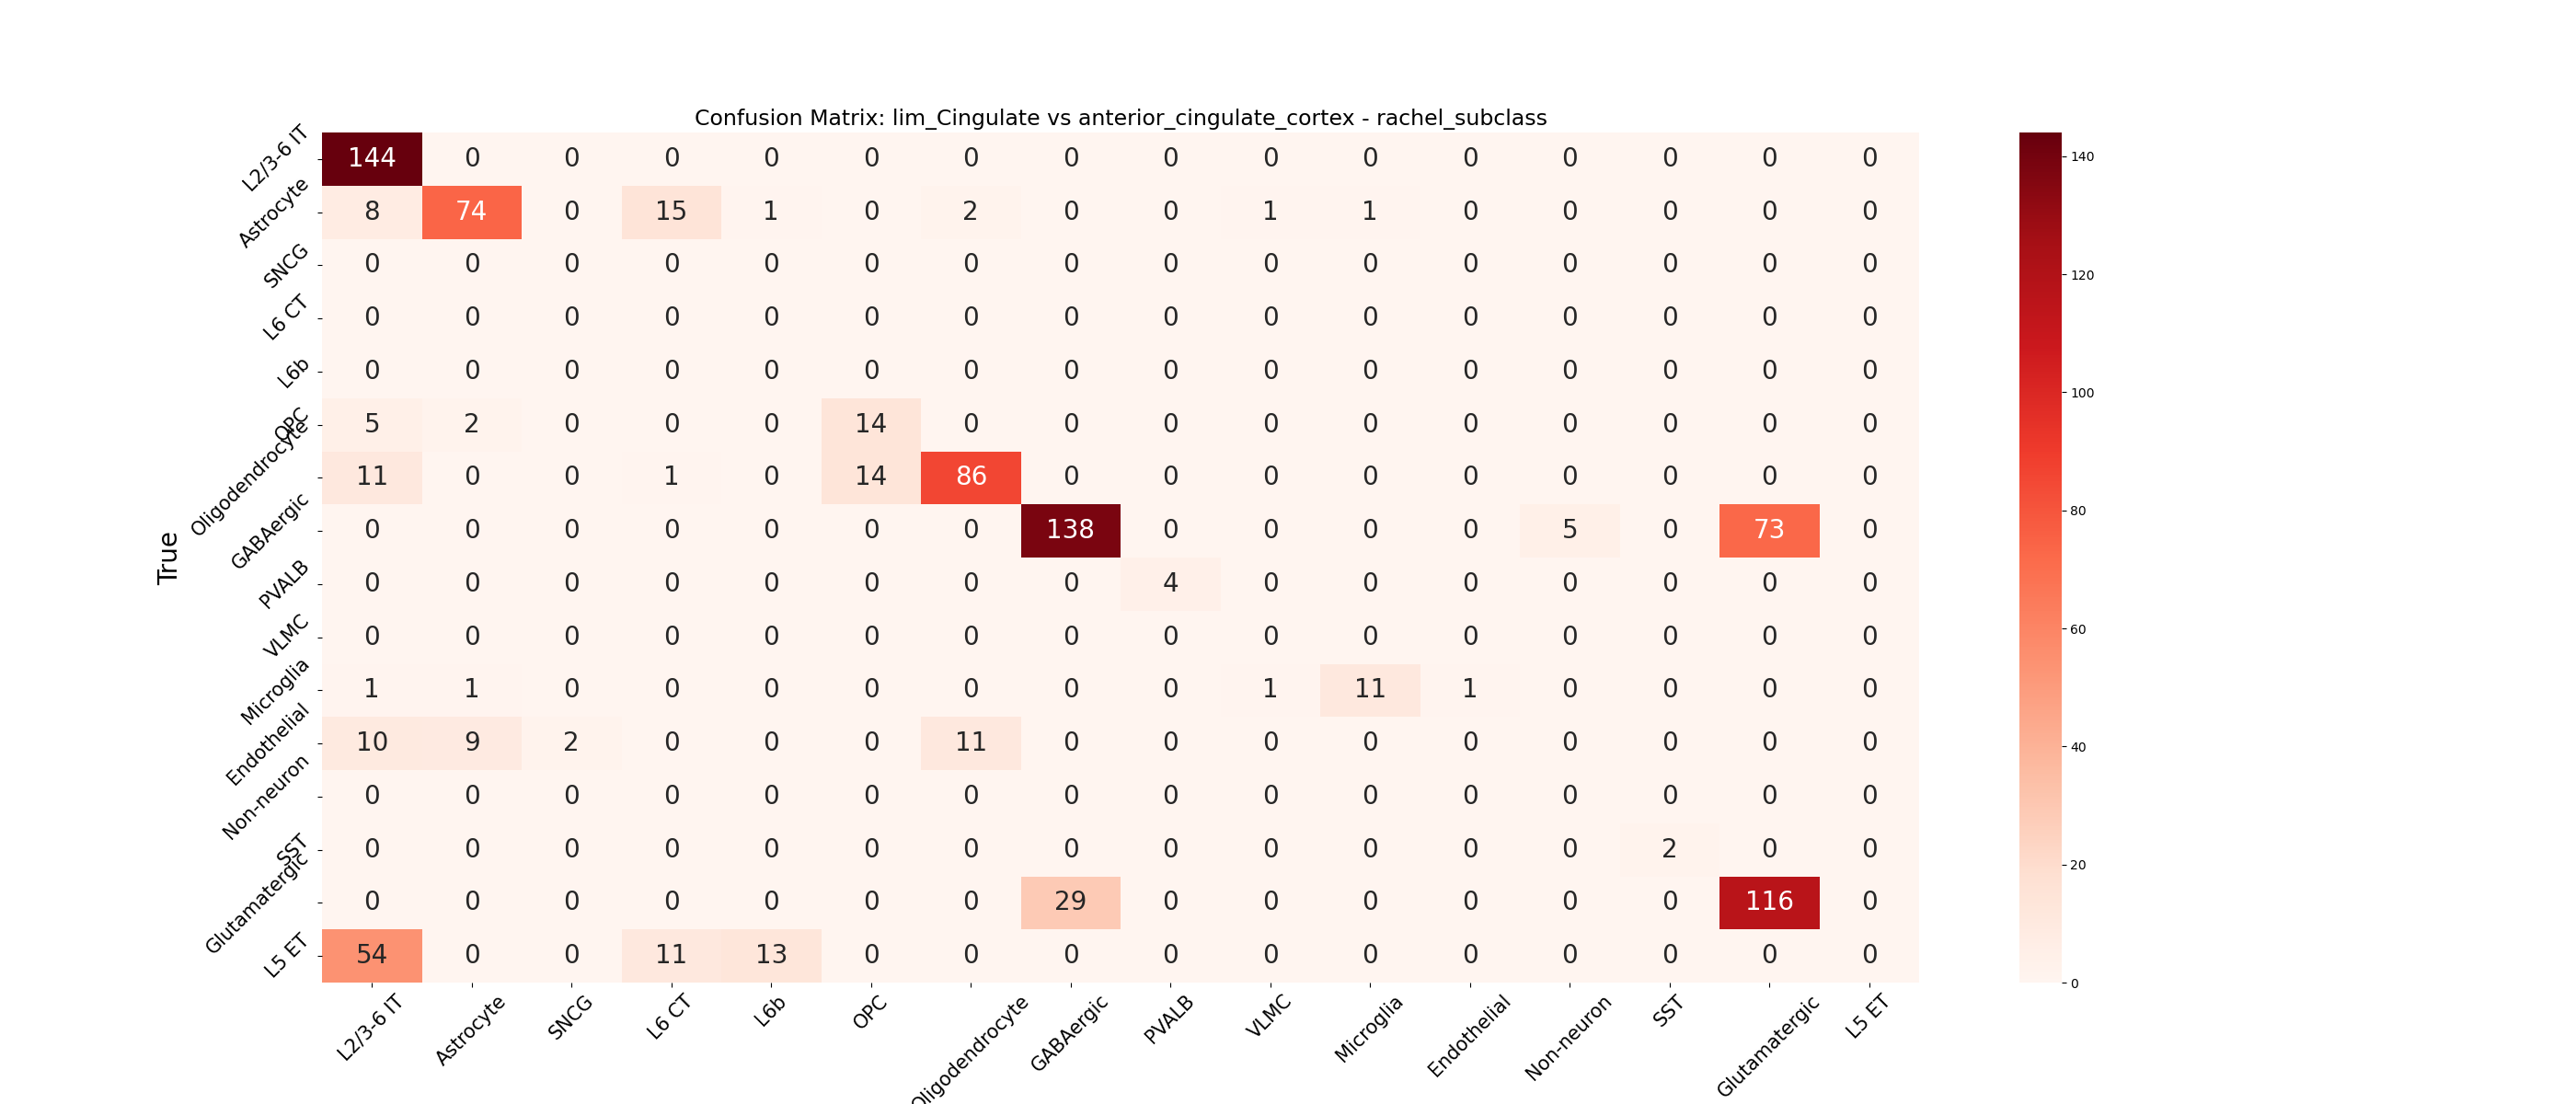 Confusion Matrix: lim_Cingulate vs anterior_cingulate_cortex - rachel_subclass
True
L2/3-6 IT 144 0 0 0 0 0 0 0 0 0 0 0 0 0 0 0
Astrocyte 8 74 0 15 1 0 2 0 0 1 1 0 0 0 0 0
SNCG 0 0 0 0 0 0 0 0 0 0 0 0 0 0 0 0
L6 CT 0 0 0 0 0 0 0 0 0 0 0 0 0 0 0 0
L6b 0 0 0 0 0 0 0 0 0 0 0 0 0 0 0 0
OPC 5 2 0 0 0 14 0 0 0 0 0 0 0 0 0 0
Oligodendrocyte 11 0 0 1 0 14 86 0 0 0 0 0 0 0 0 0
GABAergic 0 0 0 0 0 0 0 138 0 0 0 0 5 0 73 0
PVALB 0 0 0 0 0 0 0 0 4 0 0 0 0 0 0 0
VLMC 0 0 0 0 0 0 0 0 0 0 0 0 0 0 0 0
Microglia 1 1 0 0 0 0 0 0 0 1 11 1 0 0 0 0
Endothelial 10 9 2 0 0 0 11 0 0 0 0 0 0 0 0 0
Non-neuron 0 0 0 0 0 0 0 0 0 0 0 0 0 0 0 0
SST 0 0 0 0 0 0 0 0 0 0 0 0 0 2 0 0
Glutamatergic 0 0 0 0 0 0 0 29 0 0 0 0 0 0 116 0
L5 ET 54 0 0 11 13 0 0 0 0 0 0 0 0 0 0 0
L2/3-6 IT Astrocyte SNCG L6 CT L6b OPC Oligodendrocyte GABAergic PVALB VLMC Microglia Endothelial Non-neuron SST Glutamatergic L5 ET
140
120
100
80
60
40
20
0